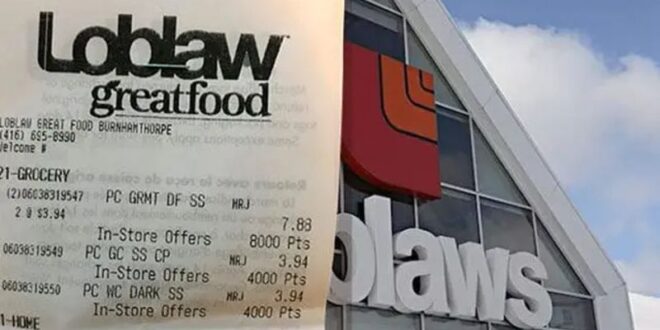 Loblaw
greatfood
LOBLAW GREAT FOOD BURNHAMTHORPE
(416) 695-8990
Welcome #
21-GROCERY
(2)06038319547 PC GRMT DF SS MRJ
2 @ $3.94 7.88
In-Store Offers 8000 Pts
06038319549 PC GC SS CP MRJ 3.94
In-Store Offers 4000 Pts
06038319550 PC WC DARK SS MRJ 3.94
In-Store Offers 4000 Pts
1-HOME
blaws